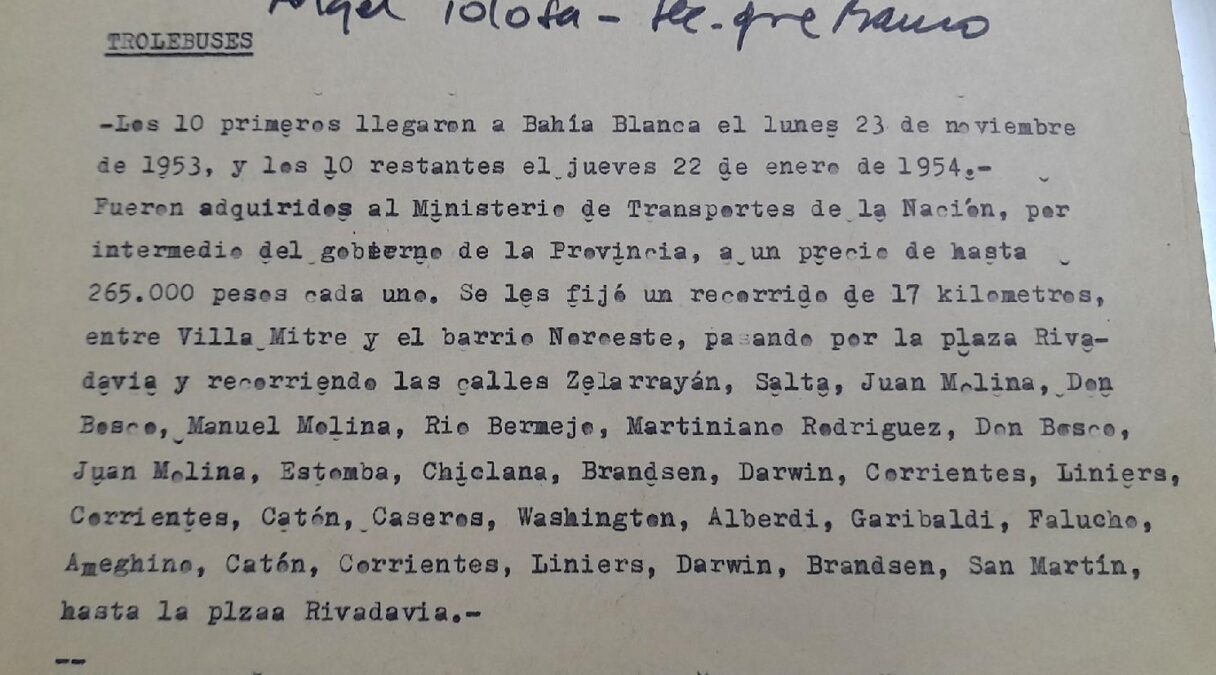 Tolosa -
TROLEBUSES
-Los 10 primeros llegaron a Bahía Blanca el lunes 23 de noviembre
de 1953, y los 10 restantes el jueves 22 de enero de 1954.-
Fueron adquiridos al Ministerio de Transportes de la Nación, por
intermedio del gobierno de la Provincia, a un precio de hasta
265.000 pesos cada uno. Se les fijó un recorrido de 17 kilometros,
entre Villa Mitre y el barrio Noroeste, pasando por la plaza Riva-
davia y recorriendo las calles Zelarrayán, Salta, Juan Molina, Don
Bosco, Manuel Molina, Rio Bermejo, Martiniano Rodriguez, Don Bosco,
Juan Molina, Estomba, Chiclana, Brandsen, Darwin, Corrientes, Liniers,
Corrientes, Catón, Caseros, Washington, Alberdi, Garibaldi, Falucho,
Ameghino, Catón, Corrientes, Liniers, Darwin, Brandsen, San Martín,
hasta la plzaa Rivadavia.-
--